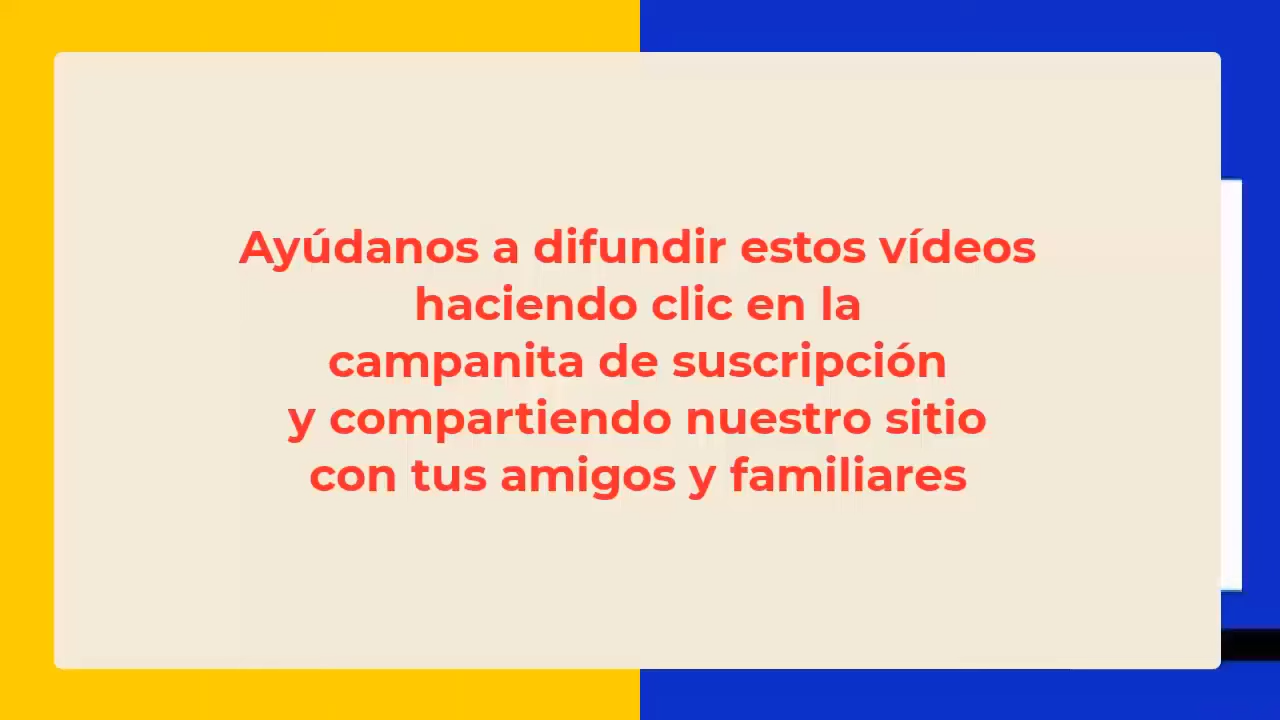 Ayúdanos a difundir estos vídeos
haciendo clic en la
campanita de suscripción
y compartiendo nuestro sitio
con tus amigos y familiares